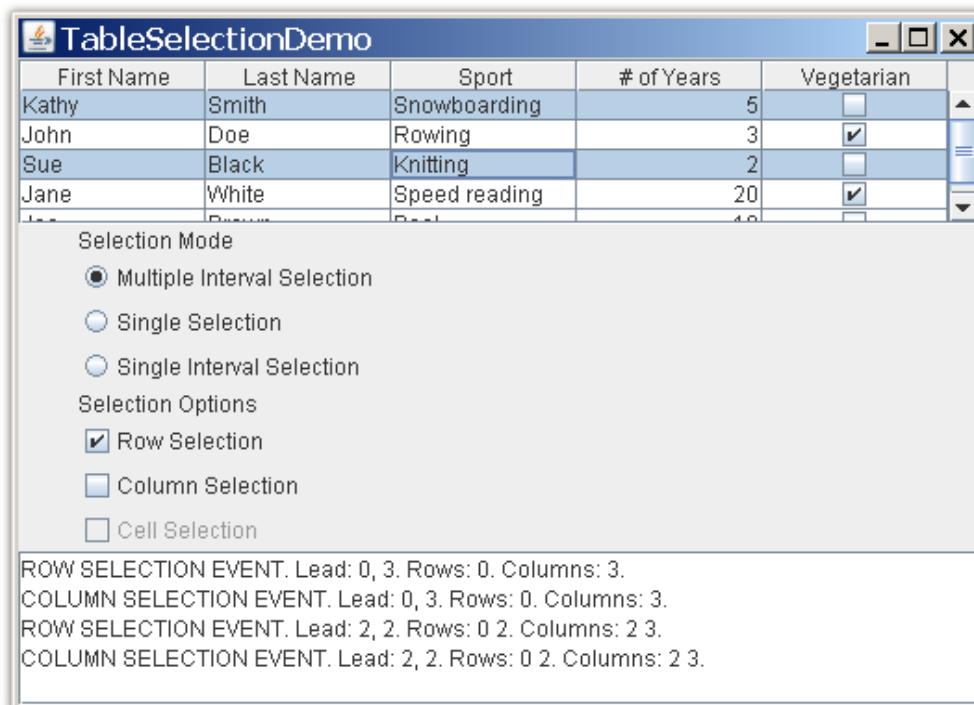 TableSelectionDemo
First Name Last Name Sport # of Years Vegetarian
Kathy Smith Snowboarding 5
John Doe Rowing 3
Sue Black Knitting 2
Jane White Speed reading 20
Selection Mode
Multiple Interval Selection
Single Selection
Single Interval Selection
Selection Options
Row Selection
Column Selection
Cell Selection
ROW SELECTION EVENT. Lead: 0, 3. Rows: 0. Columns: 3.
COLUMN SELECTION EVENT. Lead: 0, 3. Rows: 0. Columns: 3.
ROW SELECTION EVENT. Lead: 2, 2. Rows: 0 2. Columns: 2 3.
COLUMN SELECTION EVENT. Lead: 2, 2. Rows: 0 2. Columns: 2 3.